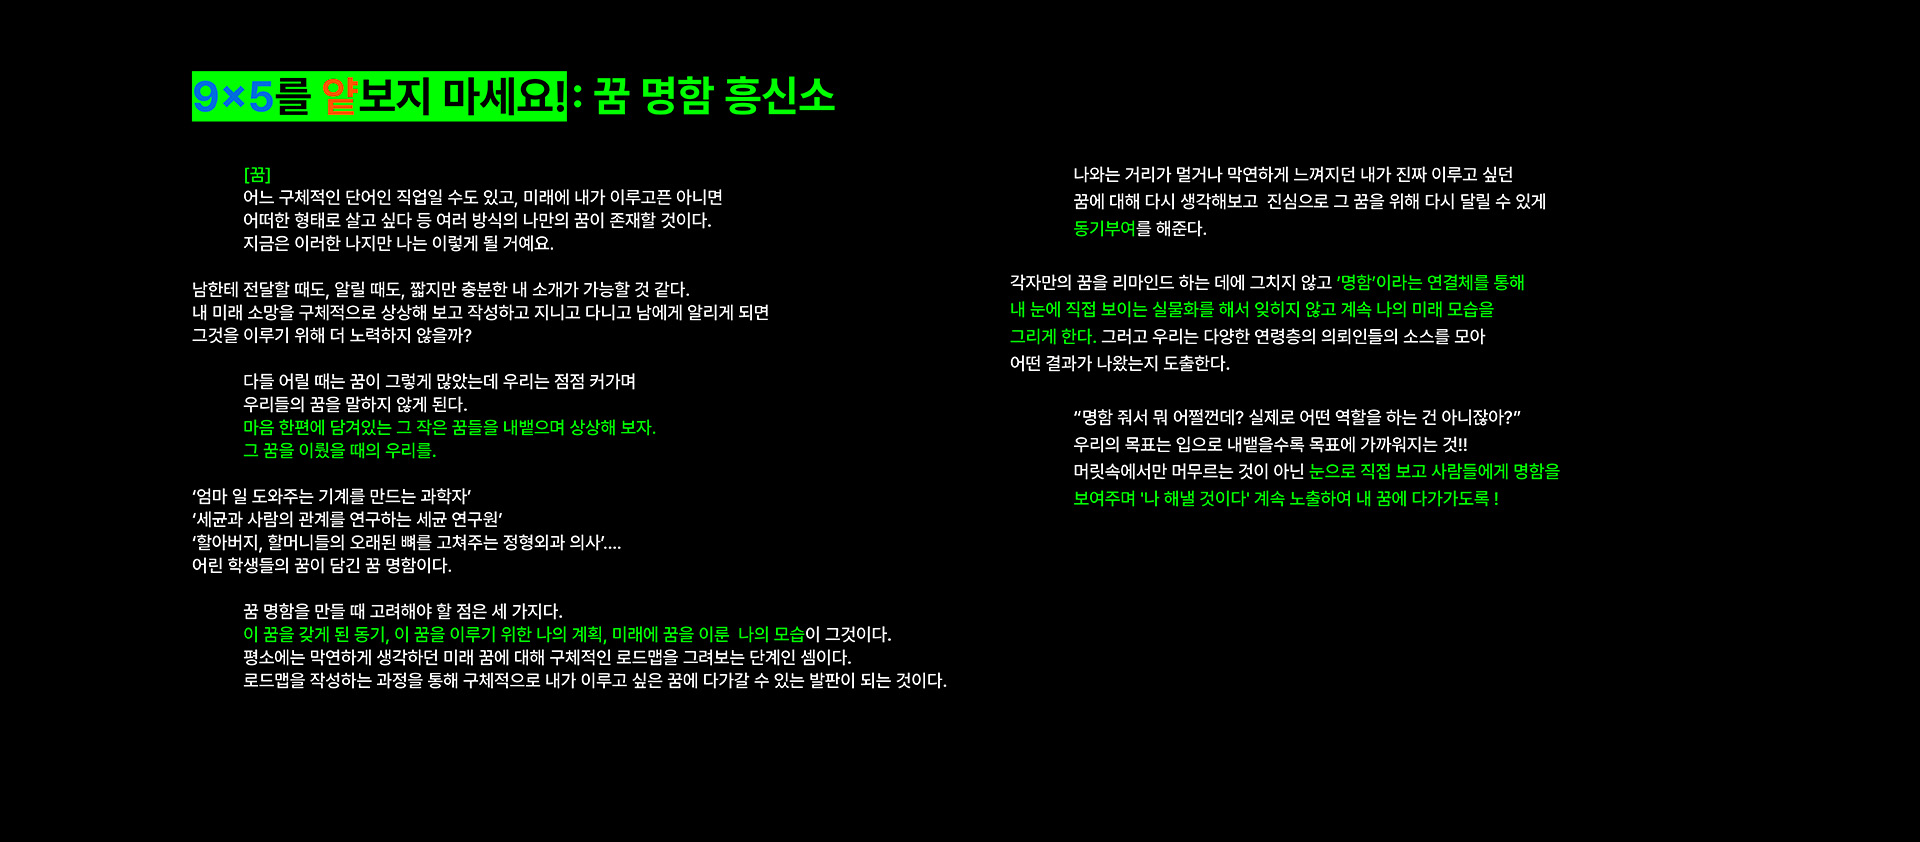 9×5를 얕보지 마세요!: 꿈 명함 흥신소
[꿈]
어느 구체적인 단어인 직업일 수도 있고, 미래에 내가 이루고픈 아니면
어떠한 형태로 살고 싶다 등 여러 방식의 나만의 꿈이 존재할 것이다.
지금은 이러한 나지만 나는 이렇게 될 거예요.
남한테 전달할 때도, 알릴 때도, 짧지만 충분한 내 소개가 가능할 것 같다.
내 미래 소망을 구체적으로 상상해 보고 작성하고 지니고 다니고 남에게 알리게 되면
그것을 이루기 위해 더 노력하지 않을까?
다들 어릴 때는 꿈이 그렇게 많았는데 우리는 점점 커가며
우리들의 꿈을 말하지 않게 된다.
마음 한편에 담겨있는 그 작은 꿈들을 내뱉으며 상상해 보자.
그 꿈을 이뤘을 때의 우리를.
‘엄마 일 도와주는 기계를 만드는 과학자’
‘세균과 사람의 관계를 연구하는 세균 연구원’
‘할아버지, 할머니들의 오래된 뼈를 고쳐주는 정형외과 의사’....
어린 학생들의 꿈이 담긴 꿈 명함이다.
꿈 명함을 만들 때 고려해야 할 점은 세 가지다.
이 꿈을 갖게 된 동기, 이 꿈을 이루기 위한 나의 계획, 미래에 꿈을 이룬  나의 모습이 그것이다.
평소에는 막연하게 생각하던 미래 꿈에 대해 구체적인 로드맵을 그려보는 단계인 셈이다.
로드맵을 작성하는 과정을 통해 구체적으로 내가 이루고 싶은 꿈에 다가갈 수 있는 발판이 되는 것이다.
나와는 거리가 멀거나 막연하게 느껴지던 내가 진짜 이루고 싶던
꿈에 대해 다시 생각해보고  진심으로 그 꿈을 위해 다시 달릴 수 있게
동기부여를 해준다.
각자만의 꿈을 리마인드 하는 데에 그치지 않고 ‘명함’이라는 연결체를 통해
내 눈에 직접 보이는 실물화를 해서 잊히지 않고 계속 나의 미래 모습을
그리게 한다. 그러고 우리는 다양한 연령층의 의뢰인들의 소스를 모아
어떤 결과가 나왔는지 도출한다.
“명함 줘서 뭐 어쩔껀데? 실제로 어떤 역할을 하는 건 아니잖아?”
우리의 목표는 입으로 내뱉을수록 목표에 가까워지는 것!!
머릿속에서만 머무르는 것이 아닌 눈으로 직접 보고 사람들에게 명함을
보여주며 '나 해낼 것이다' 계속 노출하여 내 꿈에 다가가도록 !